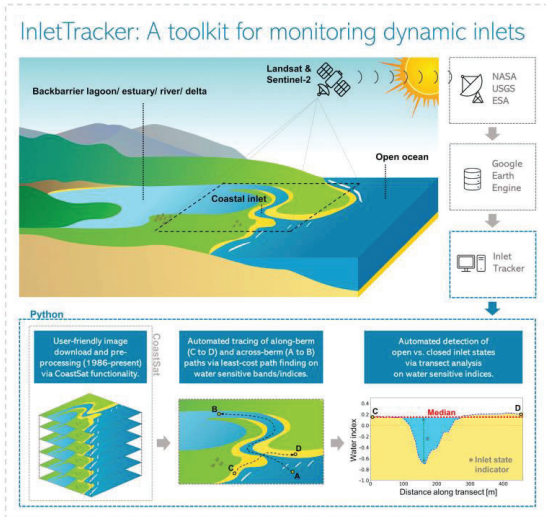 InletTracker: A toolkit for monitoring dynamic inlets
Landsat &
Sentinel-2
Backbarrier lagoon/ estuary/ river/ delta
Open ocean
Coastal inlet
NASA
USGS
ESA
Google
Earth
Engine
Inlet
Tracker
Python
User-friendly image
download and pre-
processing (1986-present)
via CoastSat functionality.
CoastSat
Automated tracing of along-berm
(C to D) and across-berm (A to B)
paths via least-cost path finding on
water sensitive bands/indices.
B
D
C
A
Automated detection of
open vs. closed inlet states
via transect analysis
on water sensitive indices.
Water index
0.4
0.2
0.0
-0.2
-0.4
-0.6
-0.8
-1.0
C
Median
D
* Inlet state
indicator
0
100
200
300
400
Distance along transect [m]